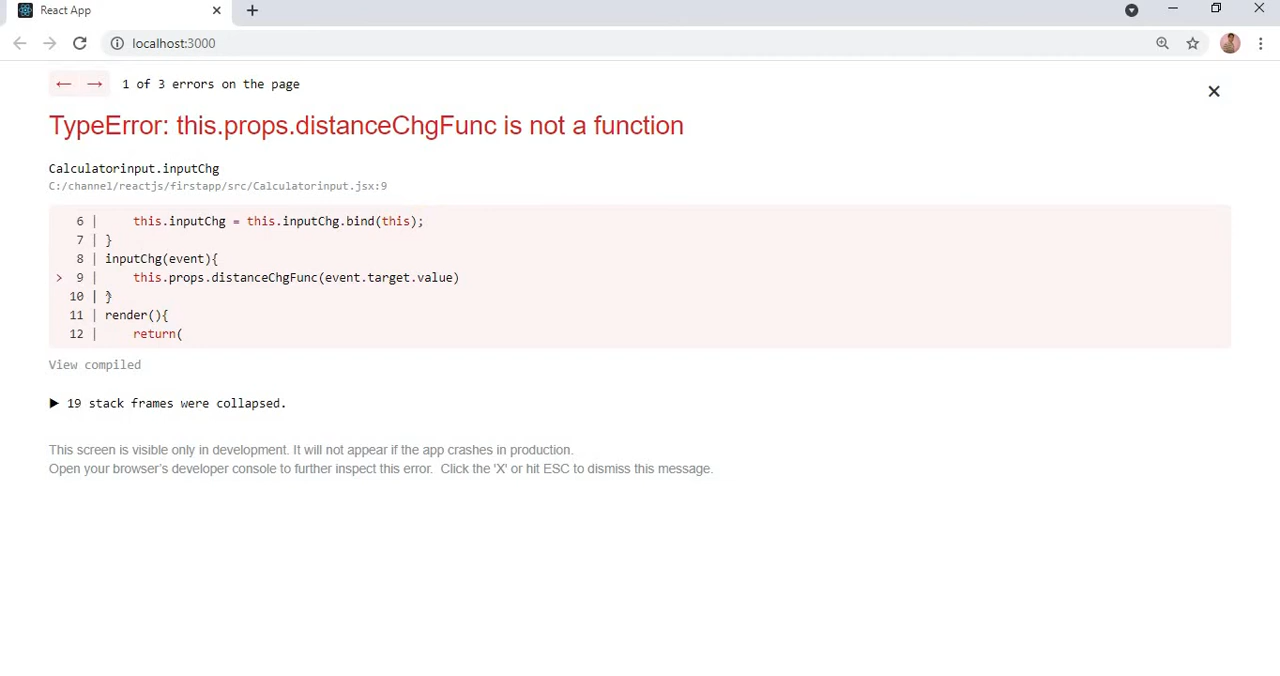 React App
localhost:3000
← → 1 of 3 errors on the page
TypeError: this.props.distanceChgFunc is not a function
Calculatorinput.inputChg
C:/channel/reactjs/firstapp/src/Calculatorinput.jsx:9
6 | this.inputChg = this.inputChg.bind(this);
7 | }
8 | inputChg(event){
> 9 | this.props.distanceChgFunc(event.target.value)
10 | }
11 | render(){
12 | return(
View compiled
▶ 19 stack frames were collapsed.
This screen is visible only in development. It will not appear if the app crashes in production.
Open your browser’s developer console to further inspect this error. Click the 'X' or hit ESC to dismiss this message.